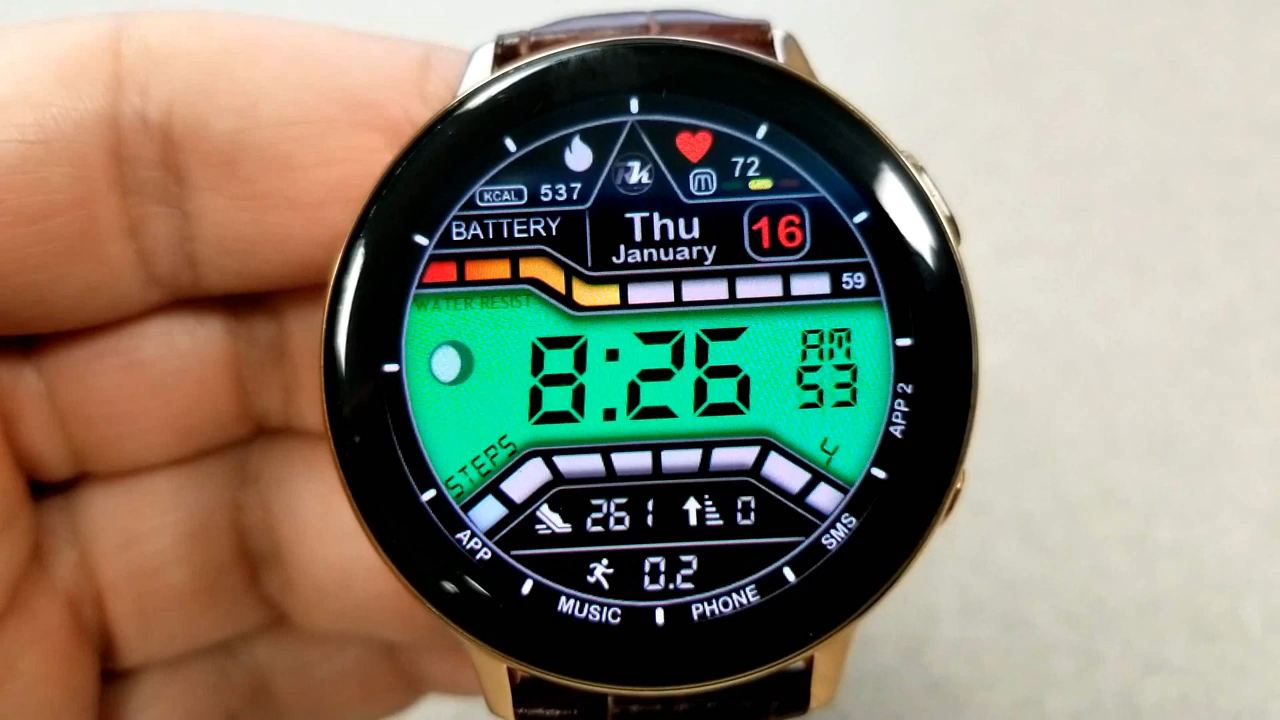 72
KCAL 537
m
BATTERY
Thu
16
January
59
WATER RESIST
8:26
AM
53
APP 2
STEPS
4
261
0
APP
SMS
0.2
MUSIC
PHONE